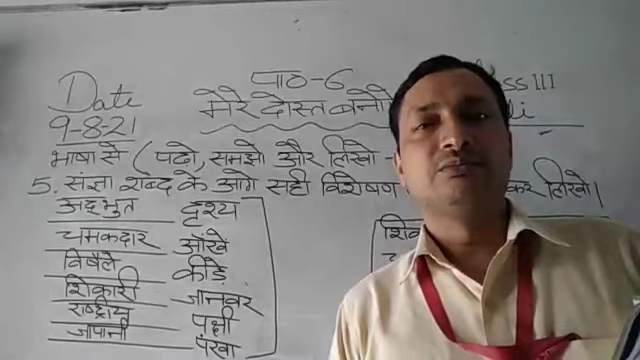 पाठ-6
Date
9-8-21
मेरे दोस्त बनोगे
ss III
di
भाषा से (पढो, समझो और लिखो -
5. संज्ञा शब्द के आगे सही विशेषण कर लिखो।
अद्भुत दृश्य
चमकदार आँखें
विषैले कीड़े
शिकारी जानवर
राष्ट्रीय पक्षी
जापानी पंखा
शिव